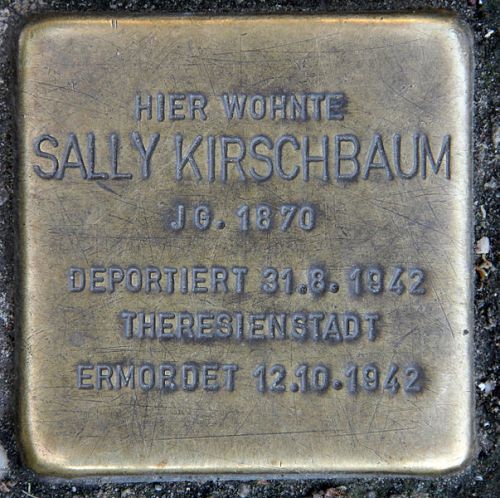 HIER WOHNTE
SALLY KIRSCHBAUM
JG. 1870
DEPORTIERT 31.8.1942
THERESIENSTADT
ERMORDET 12.10.1942